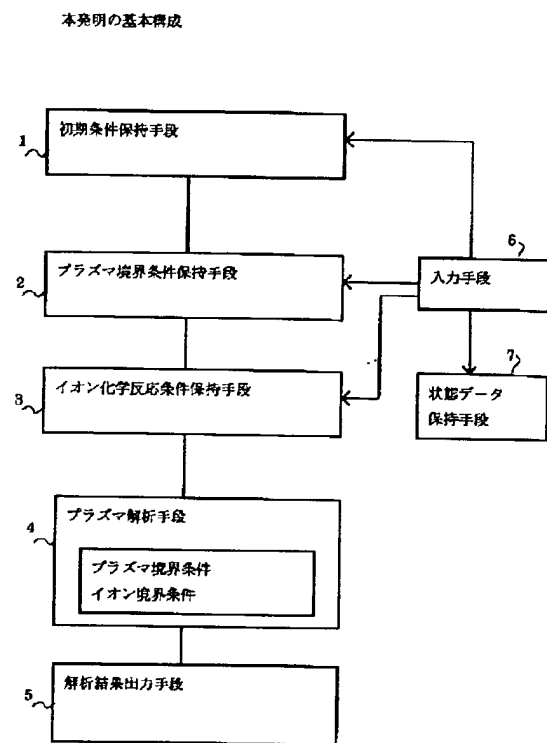 本発明の基本構成
1
初期条件保持手段
2
プラズマ境界条件保持手段
6
入力手段
3
イオン化学反応条件保持手段
7
状態データ
保持手段
4
プラズマ解析手段
プラズマ境界条件
イオン境界条件
5
解析結果出力手段